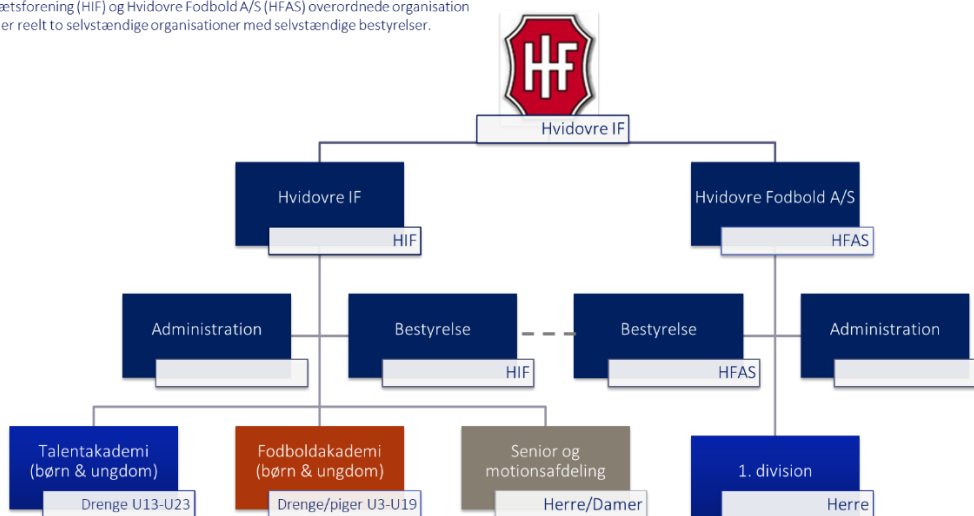 ætsforening (HIF) og Hvidovre Fodbold A/S (HFAS) overordnede organisation
er reelt to selvstændige organisationer med selvstændige bestyrelser.
HIF
Hvidovre IF
Hvidovre IF
HIF
Hvidovre Fodbold A/S
HFAS
Administration
Bestyrelse
HIF
Bestyrelse
HFAS
Administration
Talentakademi
(børn & ungdom)
Drenge U13-U23
Fodboldakademi
(børn & ungdom)
Drenge/piger U3-U19
Senior og
motionsafdeling
Herre/Damer
1. division
Herre